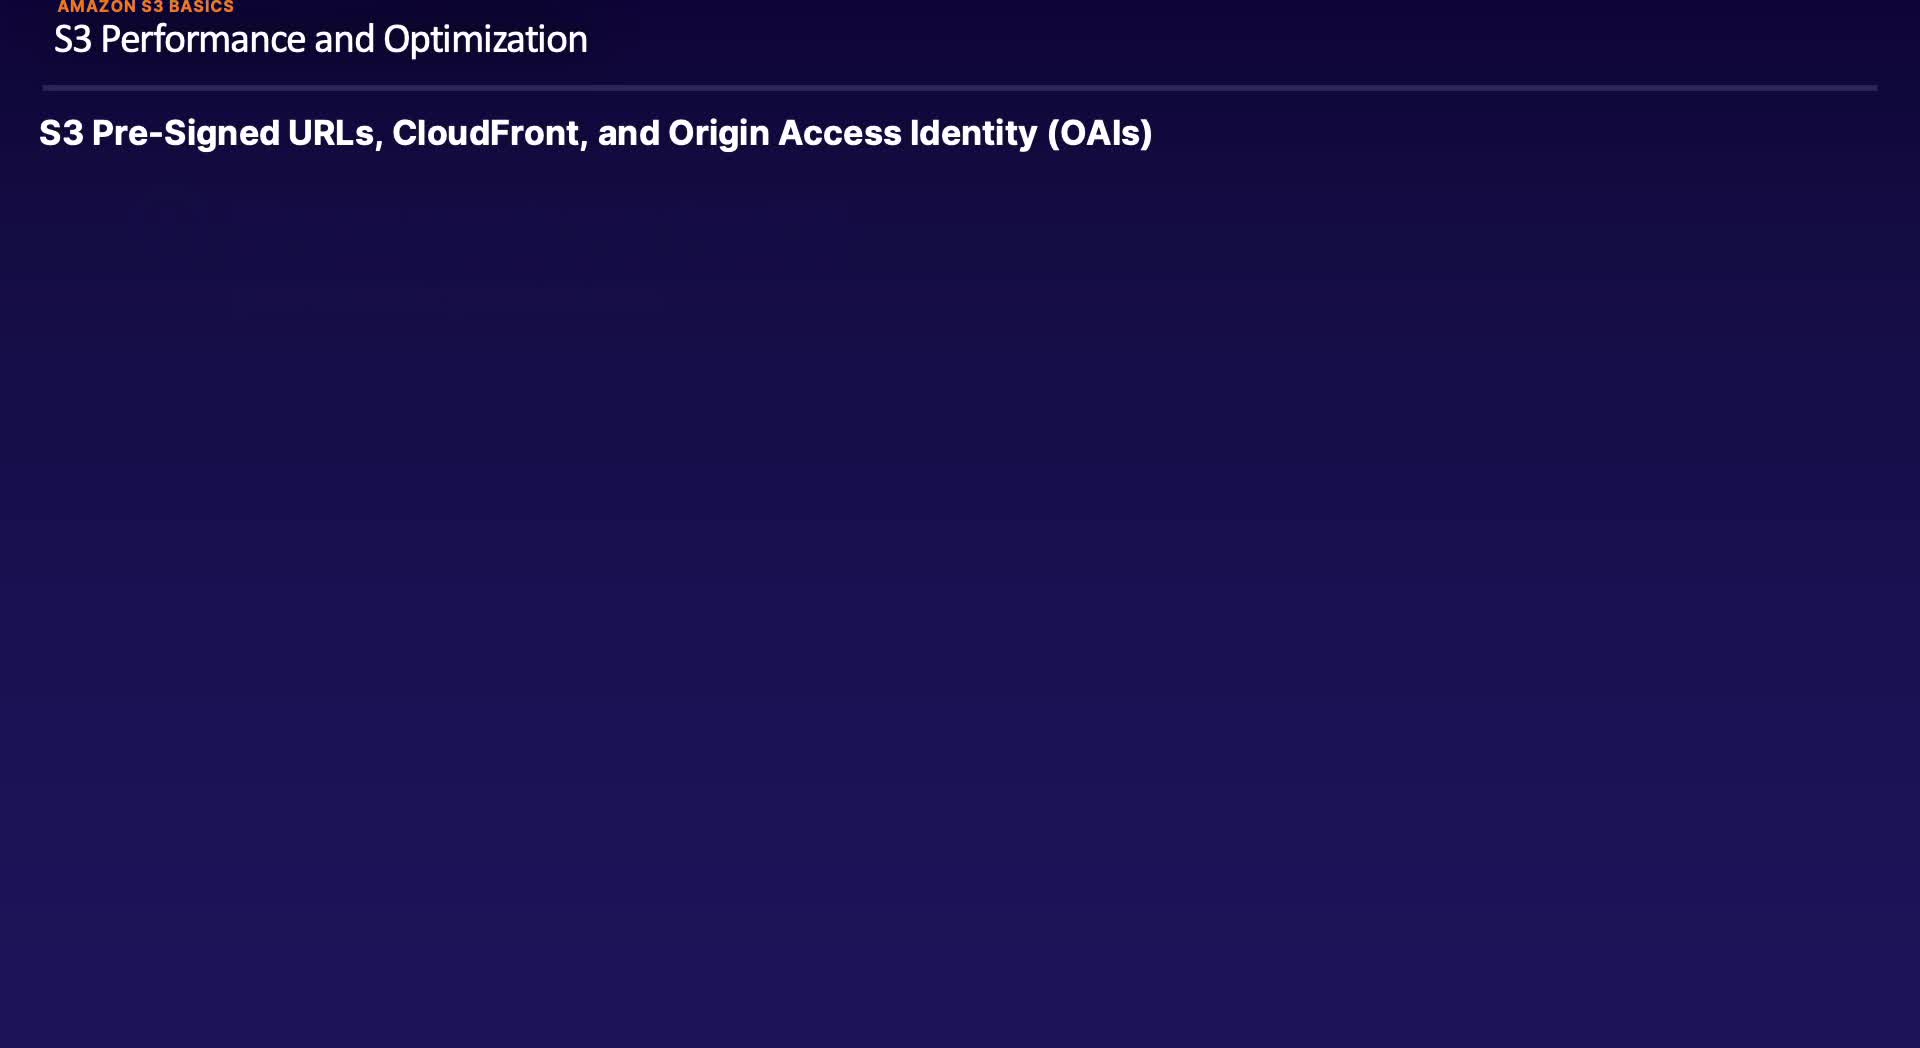 AMAZON S3 BASICS
S3 Performance and Optimization
S3 Pre-Signed URLs, CloudFront, and Origin Access Identity (OAIs)